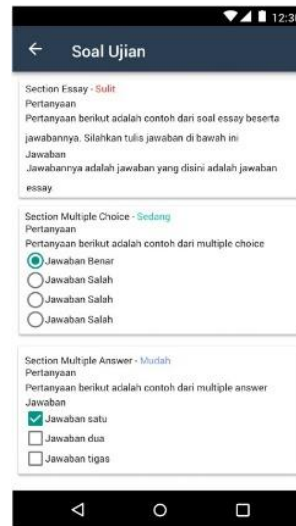 12:30
Soal Ujian
Section Essay - Sulit
Pertanyaan
Pertanyaan berikut adalah contoh dari soal essay beserta
jawabannya. Silahkan tulis jawaban di bawah ini
Jawaban
Jawabannya adalah jawaban yang disini adalah jawaban
essay
Section Multiple Choice - Sedang
Pertanyaan
Pertanyaan berikut adalah contoh dari multiple choice
Jawaban Benar
Jawaban Salah
Jawaban Salah
Jawaban Salah
Section Multiple Answer - Mudah
Pertanyaan
Pertanyaan berikut adalah contoh dari multiple answer
Jawaban
Jawaban satu
Jawaban dua
Jawaban tigas